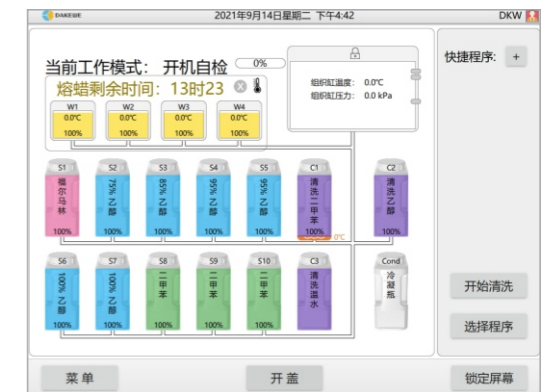 DAKEWE 2021年9月14日星期二 下午4:42 DKW
当前工作模式： 开机自检 0%
熔蜡剩余时间：13时23
W1 W2 W3 W4
0.0℃ 0.0℃ 0.0℃ 0.0℃
100% 100% 100% 100%
组织缸温度： 0.0℃
组织缸压力： 0.0 kPa
快捷程序: +
S1 S2 S3 S4 S5 C1 C2
福尔马林 75%乙醇 85%乙醇 95%乙醇 95%乙醇 清洗二甲苯 清洗乙醇
100% 100% 100% 100% 100% 100% 100%
0℃
S6 S7 S8 S9 S10 C3 Cond
100%乙醇 100%乙醇 二甲苯 二甲苯 二甲苯 清洗温水 冷凝瓶
100% 100% 100% 100% 100%
开始清洗
选择程序
菜单 开盖 锁定屏幕